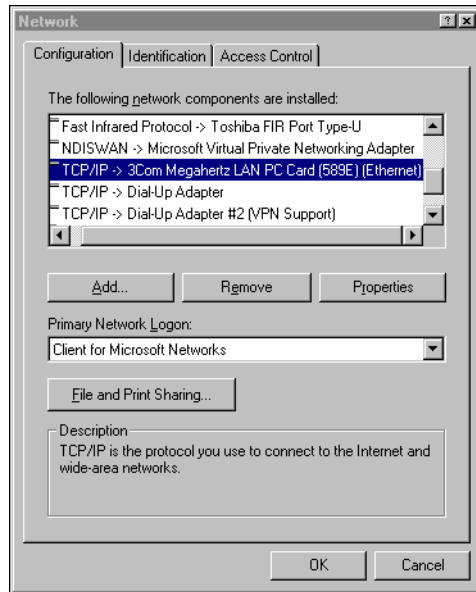 Network
Configuration Identification Access Control
The following network components are installed:
Fast Infrared Protocol -> Toshiba FIR Port Type-U
NDISWAN -> Microsoft Virtual Private Networking Adapter
TCP/IP -> 3Com Megahertz LAN PC Card (589E) (Ethernet)
TCP/IP -> Dial-Up Adapter
TCP/IP -> Dial-Up Adapter #2 (VPN Support)
Add... Remove Properties
Primary Network Logon:
Client for Microsoft Networks
File and Print Sharing...
Description
TCP/IP is the protocol you use to connect to the Internet and
wide-area networks.
OK Cancel